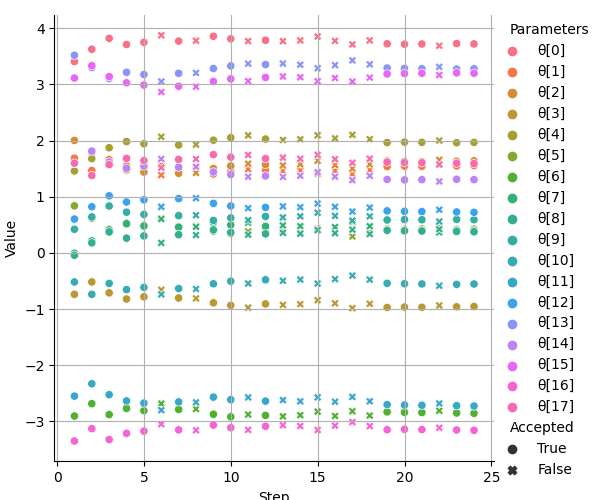 Parameters
θ[0]
θ[1]
θ[2]
θ[3]
θ[4]
θ[5]
θ[6]
θ[7]
θ[8]
θ[9]
θ[10]
θ[11]
θ[12]
θ[13]
θ[14]
θ[15]
θ[16]
θ[17]
Accepted
True
False
Value
4
3
2
1
0
−1
−2
−3
0
5
10
15
20
25
Step